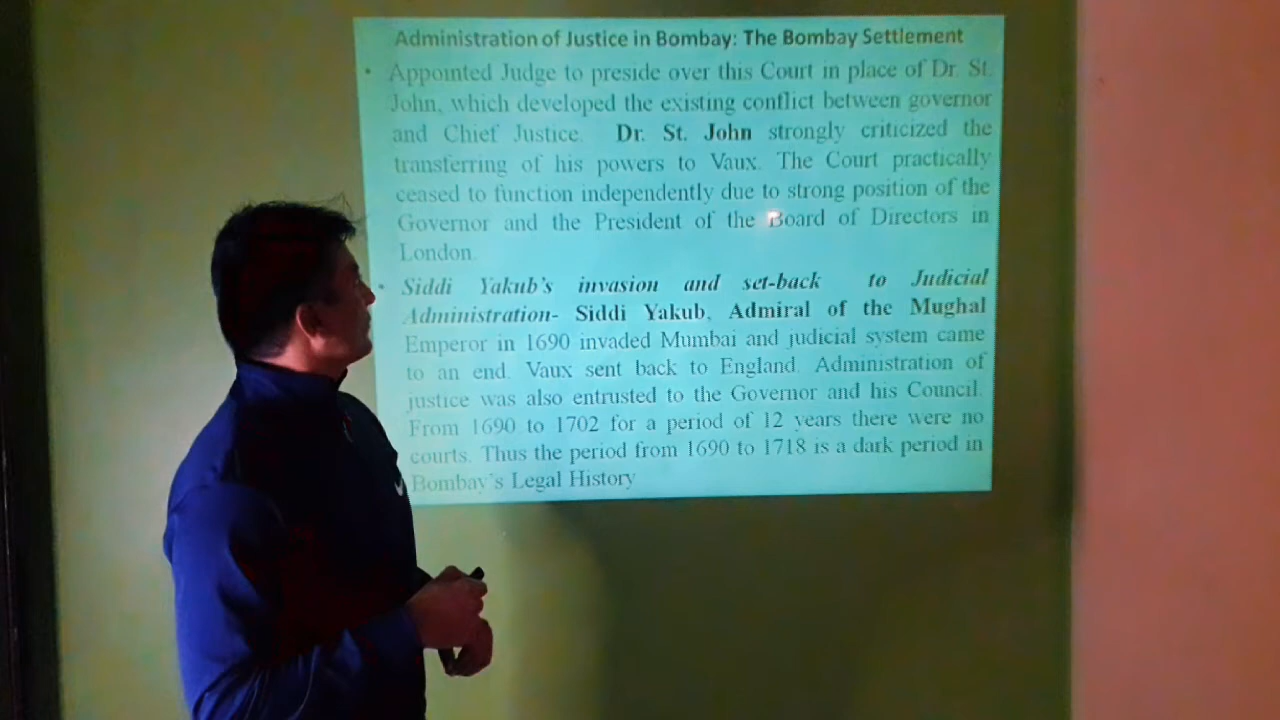 Administration of Justice in Bombay: The Bombay Settlement
• Appointed Judge to preside over this Court in place of Dr. St.
John, which developed the existing conflict between governor
and Chief Justice. Dr. St. John strongly criticized the
transferring of his powers to Vaux. The Court practically
ceased to function independently due to strong position of the
Governor and the President of the Board of Directors in
London.
• Siddi Yakub's invasion and set-back to Judicial
Administration- Siddi Yakub, Admiral of the Mughal
Emperor in 1690 invaded Mumbai and judicial system came
to an end. Vaux sent back to England. Administration of
justice was also entrusted to the Governor and his Council.
From 1690 to 1702 for a period of 12 years there were no
courts. Thus the period from 1690 to 1718 is a dark period in
Bombay's Legal History